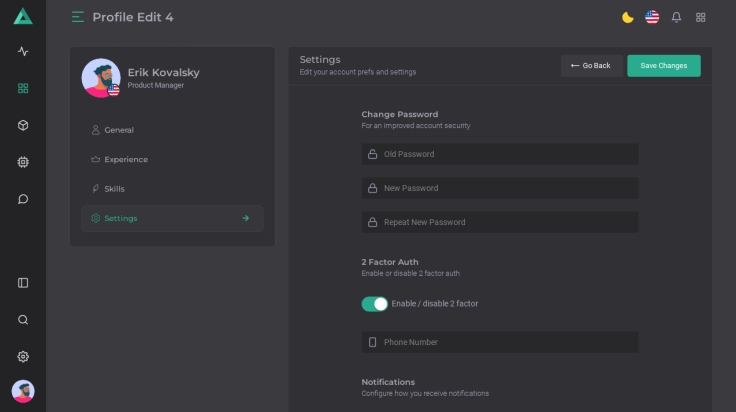 Profile Edit 4
Erik Kovalsky
Product Manager
General
Experience
Skills
Settings
Settings
Edit your account prefs and settings
Go Back
Save Changes
Change Password
For an improved account security
Old Password
New Password
Repeat New Password
2 Factor Auth
Enable or disable 2 factor auth
Enable / disable 2 factor
Phone Number
Notifications
Configure how you receive notifications